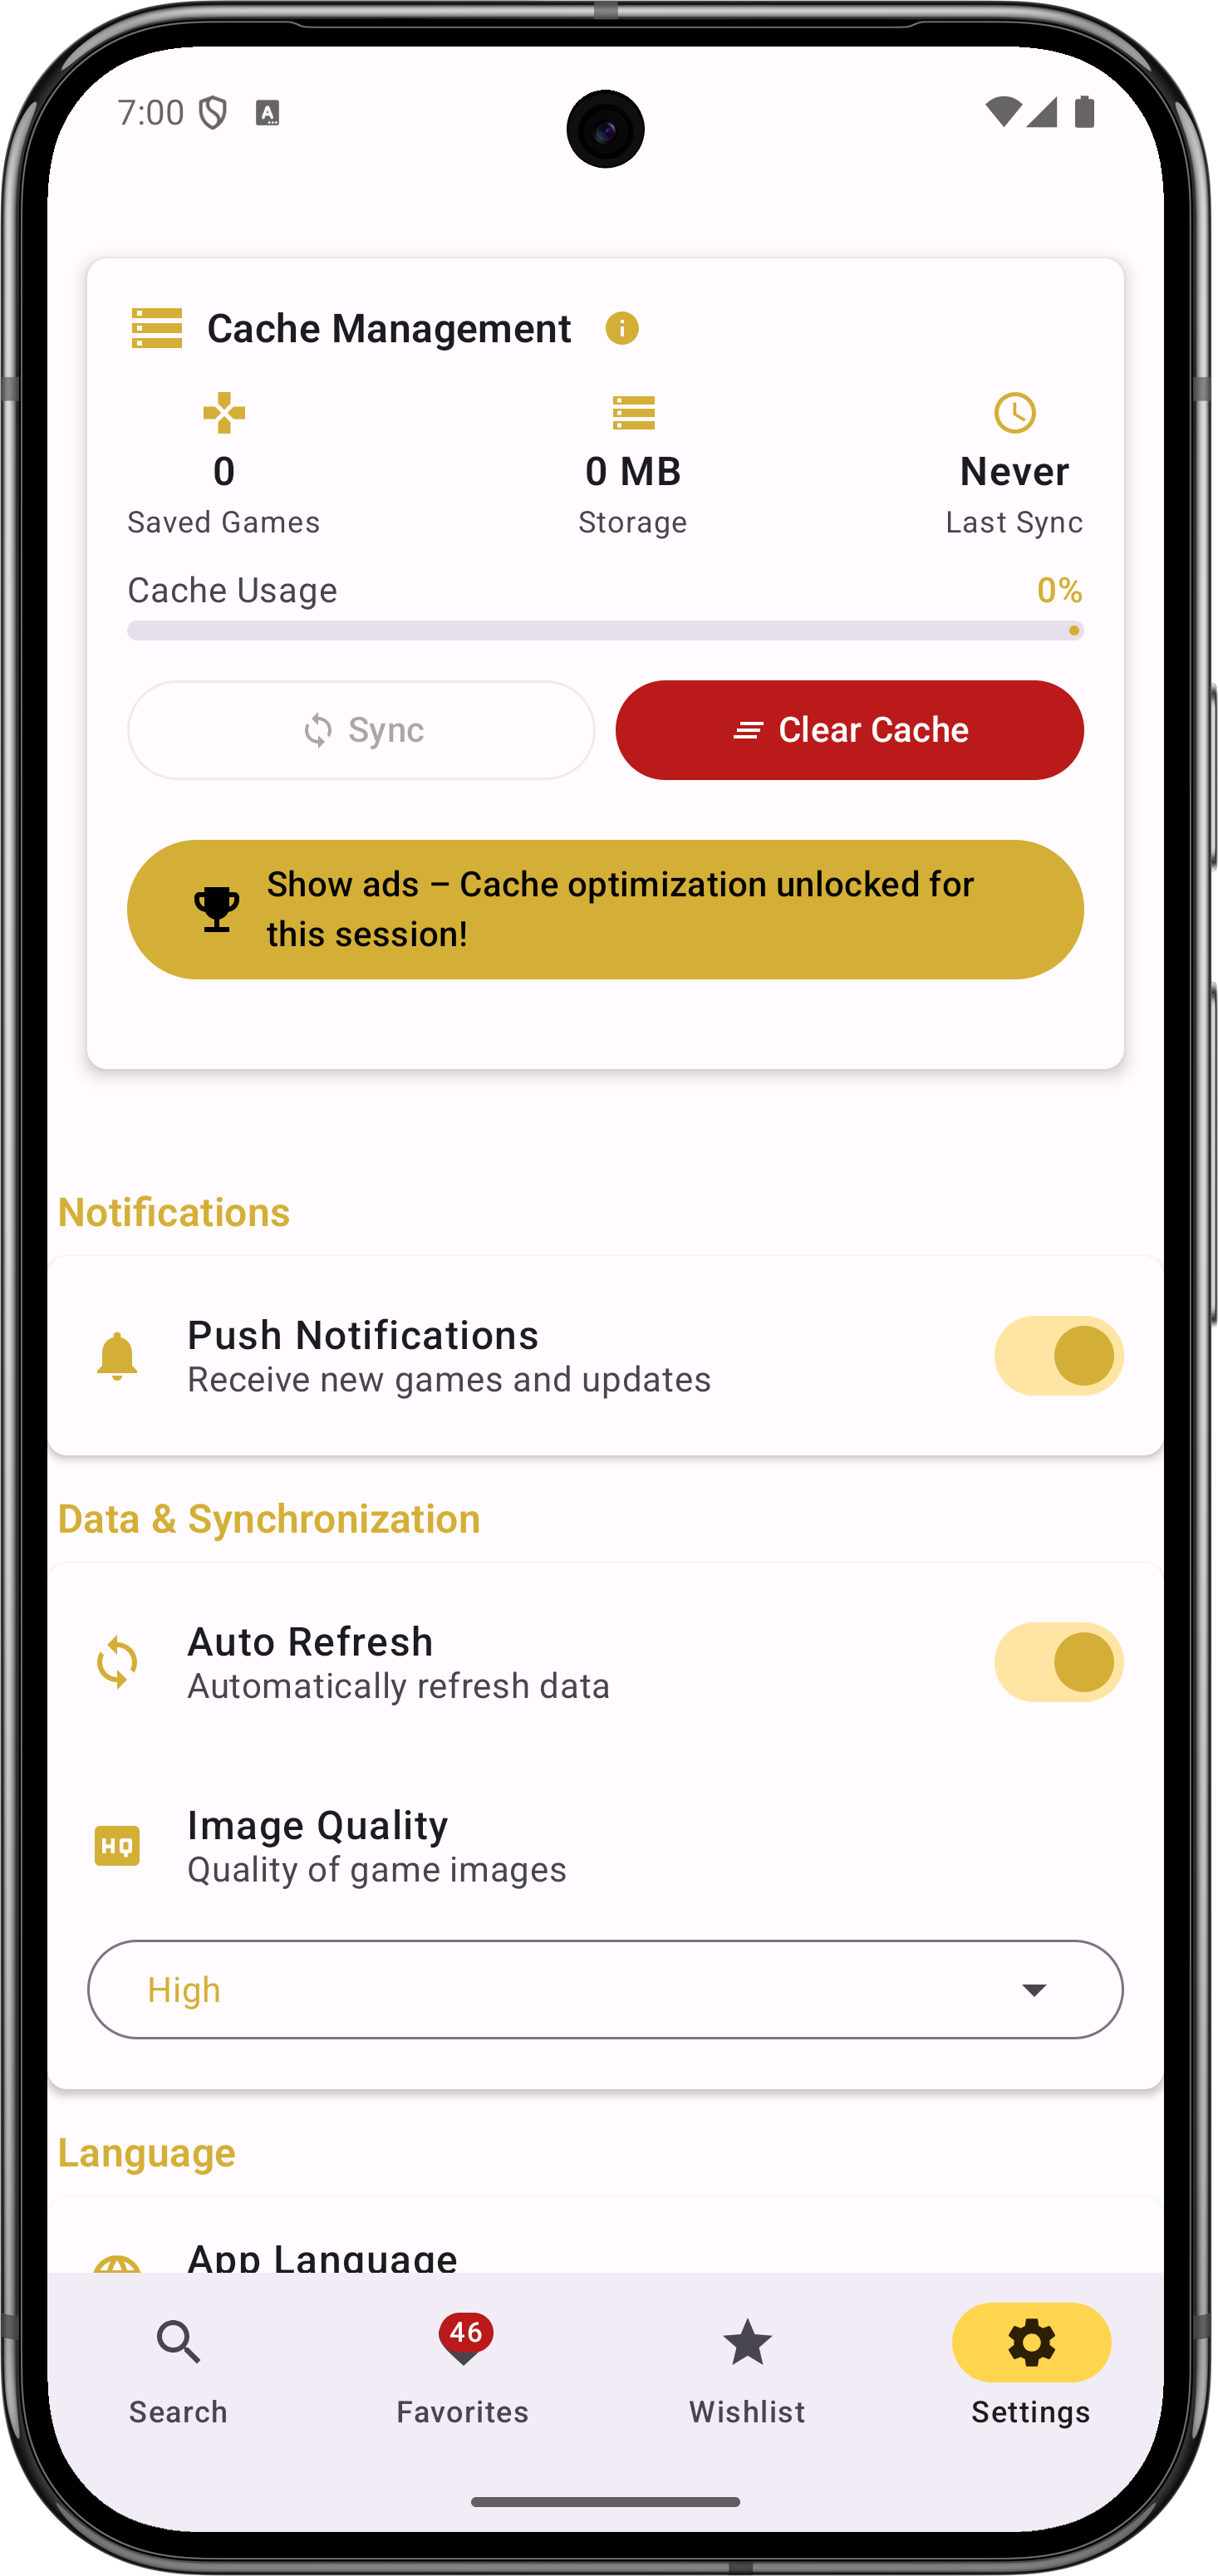 7:00
A
Cache Management
0
0 MB
Never
Saved Games
Storage
Last Sync
Cache Usage
0%
Sync
Clear Cache
Show ads – Cache optimization unlocked for
this session!
Notifications
Push Notifications
Receive new games and updates
Data & Synchronization
Auto Refresh
Automatically refresh data
HQ
Image Quality
Quality of game images
High
Language
App Language
46
Search
Favorites
Wishlist
Settings